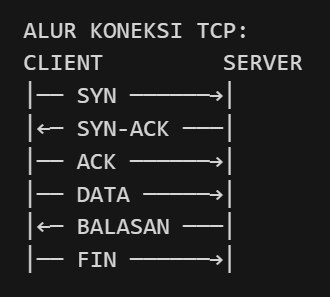 ALUR KONEKSI TCP:
CLIENT          SERVER
│── SYN ──────→│
│←─ SYN-ACK ───│
│── ACK ──────→│
│── DATA ─────→│
│←─ BALASAN ───│
│── FIN ──────→│